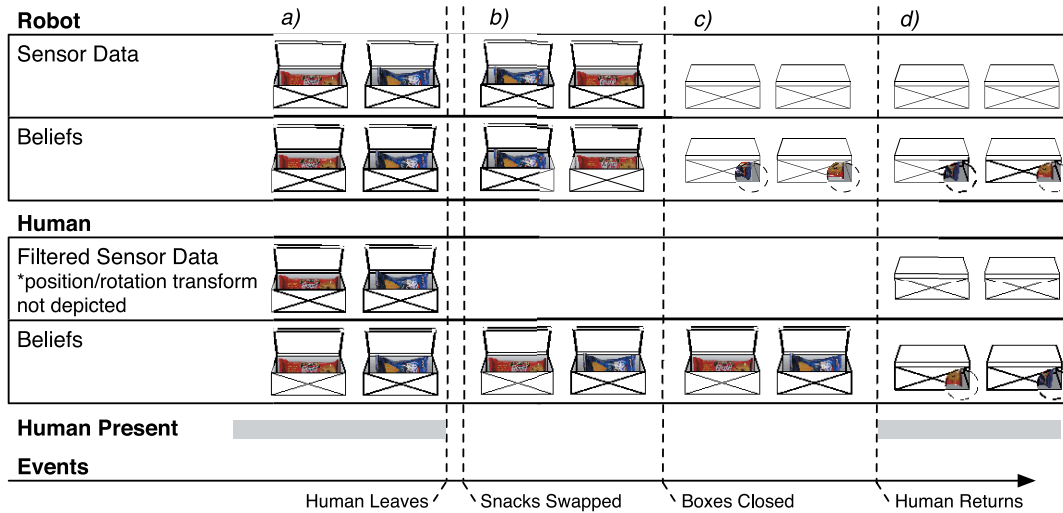 Robot a) b) c) d)
Sensor Data
Beliefs
Human
Filtered Sensor Data
*position/rotation transform
not depicted
Beliefs
Human Present
Events
Human Leaves Snacks Swapped Boxes Closed Human Returns